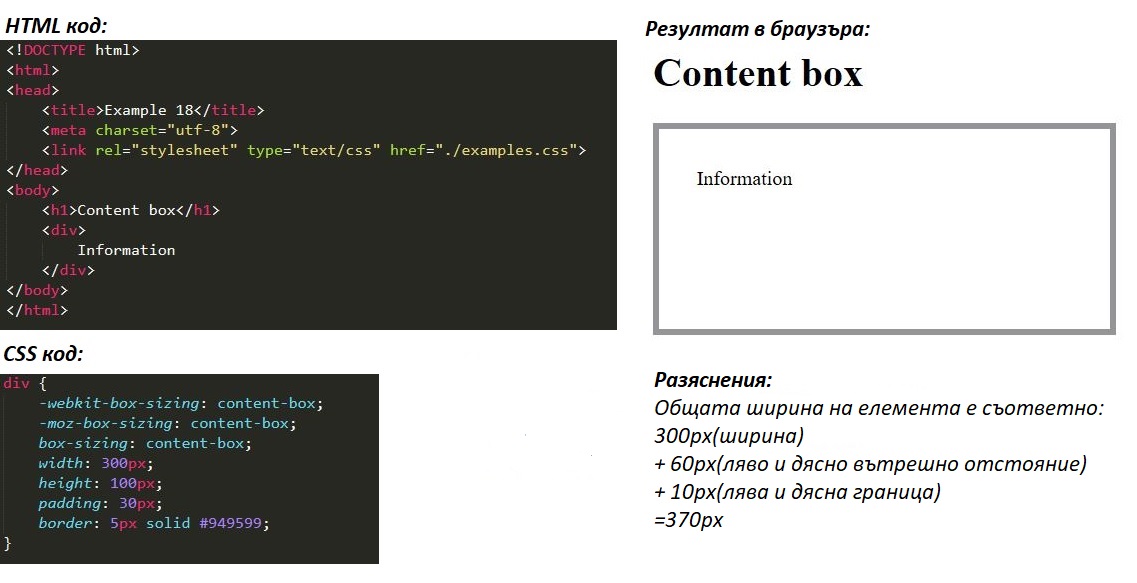 HTML код:
<!DOCTYPE html>
<html>
<head>
    <title>Example 18</title>
    <meta charset="utf-8">
    <link rel="stylesheet" type="text/css" href="./examples.css">
</head>
<body>
    <h1>Content box</h1>
    <div>
        Information
    </div>
</body>
</html>
CSS код:
div {
    -webkit-box-sizing: content-box;
    -moz-box-sizing: content-box;
    box-sizing: content-box;
    width: 300px;
    height: 100px;
    padding: 30px;
    border: 5px solid #949599;
}
Резултат в браузъра:
Content box
Information
Разяснения:
Общата ширина на елемента е съответно:
300px(ширина)
+ 60px(ляво и дясно вътрешно отстояние)
+ 10px(лява и дясна граница)
=370px